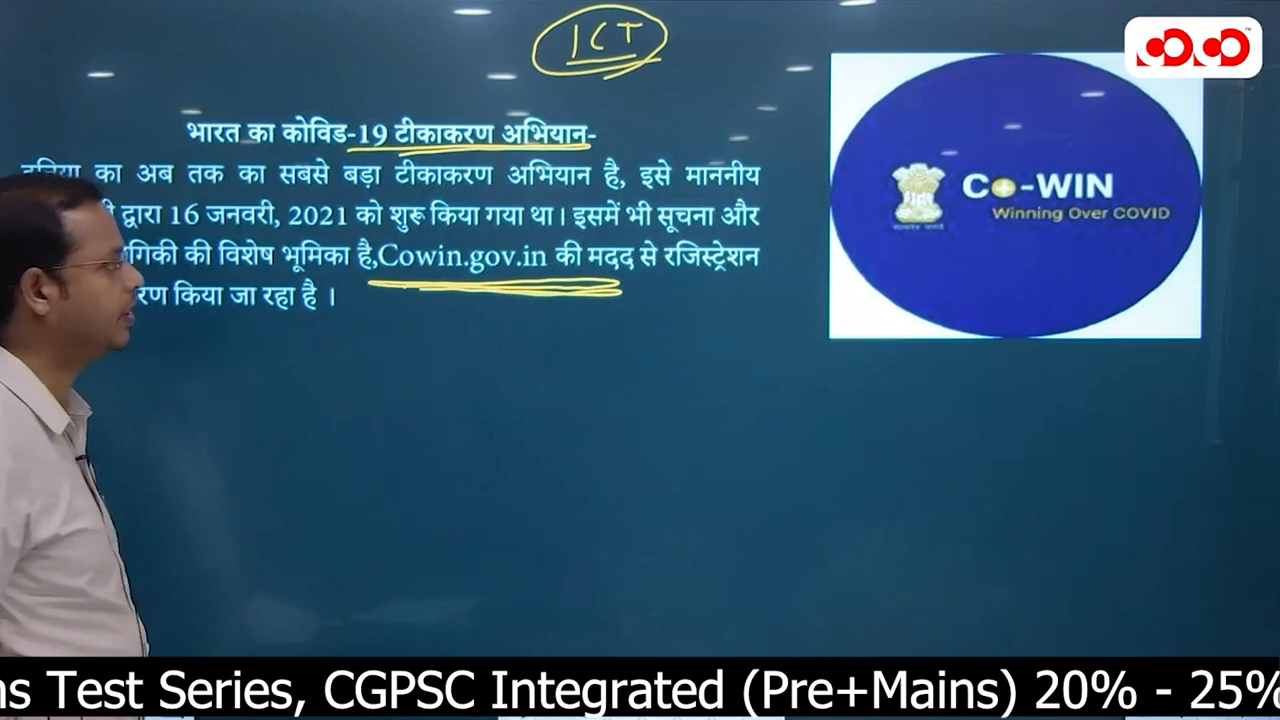 ICT
भारत का कोविड-19 टीकाकरण अभियान-
का अब तक का सबसे बड़ा टीकाकरण अभियान है, इसे माननीय
द्वारा 16 जनवरी, 2021 को शुरू किया गया था। इसमें भी सूचना और
की विशेष भूमिका है,Cowin.gov.in की मदद से रजिस्ट्रेशन
किया जा रहा है ।
CO-WIN
Winning Over COVID
Test Series, CGPSC Integrated (Pre+Mains) 20% - 25%